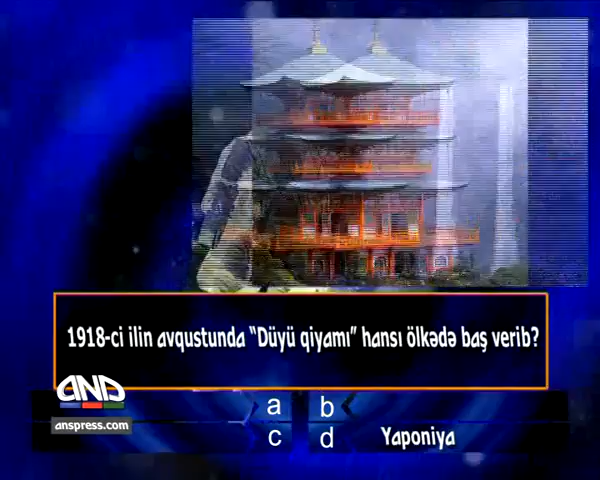 1918-ci ilin avqustunda “Düyü qiyamı” hansı ölkədə baş verib?
ANS
anspress.com
a b
c d Yaponiya